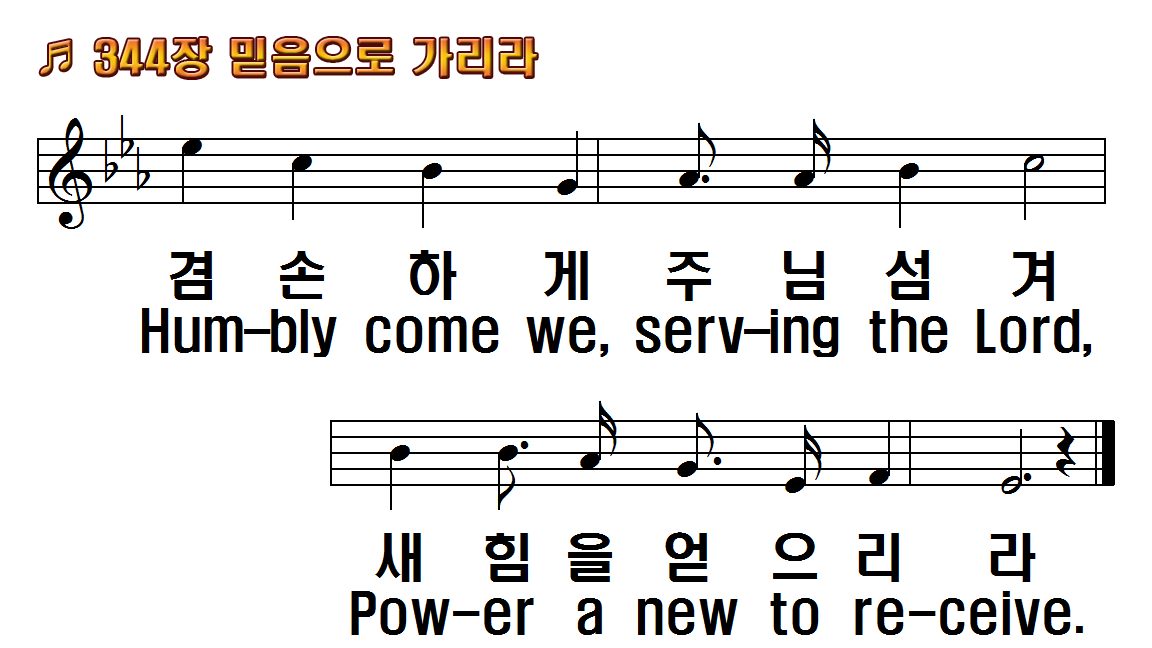 ♬ 344장 믿음으로 가리라
겸 손 하 게 주 님 섬 겨
Hum-bly come we, serv-ing the Lord,
새 힘 을 얻 으 리 라
Pow-er a new to re-ceive.